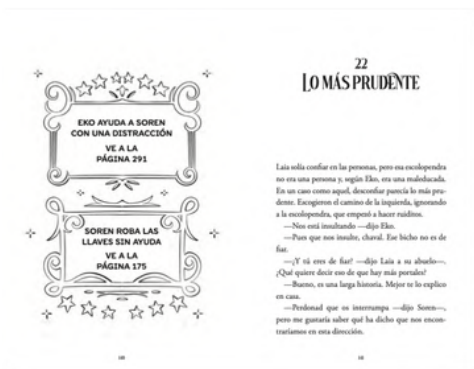 EKO AYUDA A SOREN
CON UNA DISTRACCIÓN
VE A LA
PÁGINA 291
SOREN ROBA LAS
LLAVES SIN AYUDA
VE A LA
PÁGINA 175
22
LO MÁS PRUDENTE
Laia solía confiar en las personas, pero esa escolopendra
no era una persona y, según Eko, era una maleducada.
En un caso como aquel, desconfiar parecía lo más pru-
dente. Escogieron el camino de la izquierda, ignorando
a la escolopendra, que empezó a hacer ruiditos.
—Nos está insultando —dijo Eko.
—Pues que nos insulte, chaval. Ese bicho no es de
fiar.
—¿Y tú eres de fiar? —dijo Laia a su abuelo—.
¿Qué quiere decir eso de que hay más portales?
—Bueno, es una larga historia. Mejor te lo explico
en casa.
—Perdonad que os interrumpa —dijo Soren—,
pero me gustaría saber qué ha dicho que nos encon-
traríamos en esta dirección.